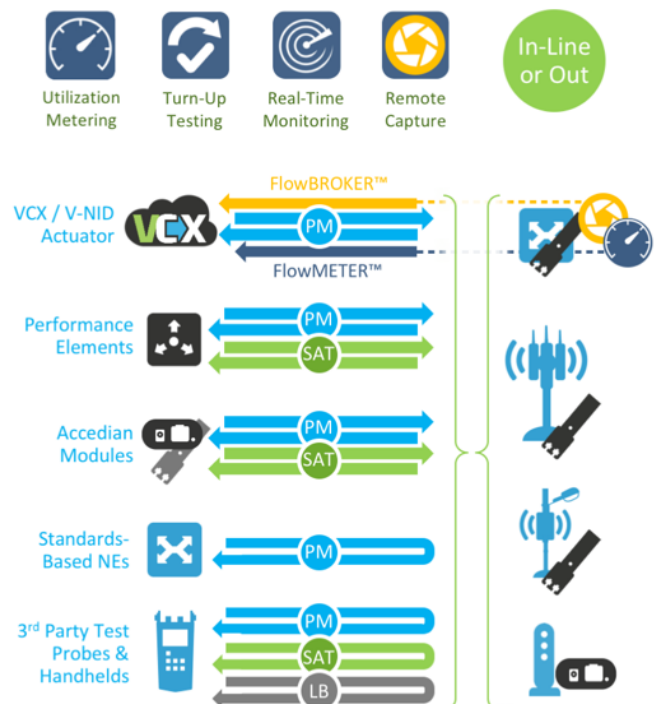 Utilization
Metering
Turn-Up
Testing
Real-Time
Monitoring
Remote
Capture
In-Line
or Out
FlowBROKER™
VCX / V-NID
Actuator
VCX
PM
FlowMETER™
Performance
Elements
PM
SAT
Accedian
Modules
PM
SAT
Standards-
Based NEs
PM
3rd Party Test
Probes &
Handhelds
PM
SAT
LB